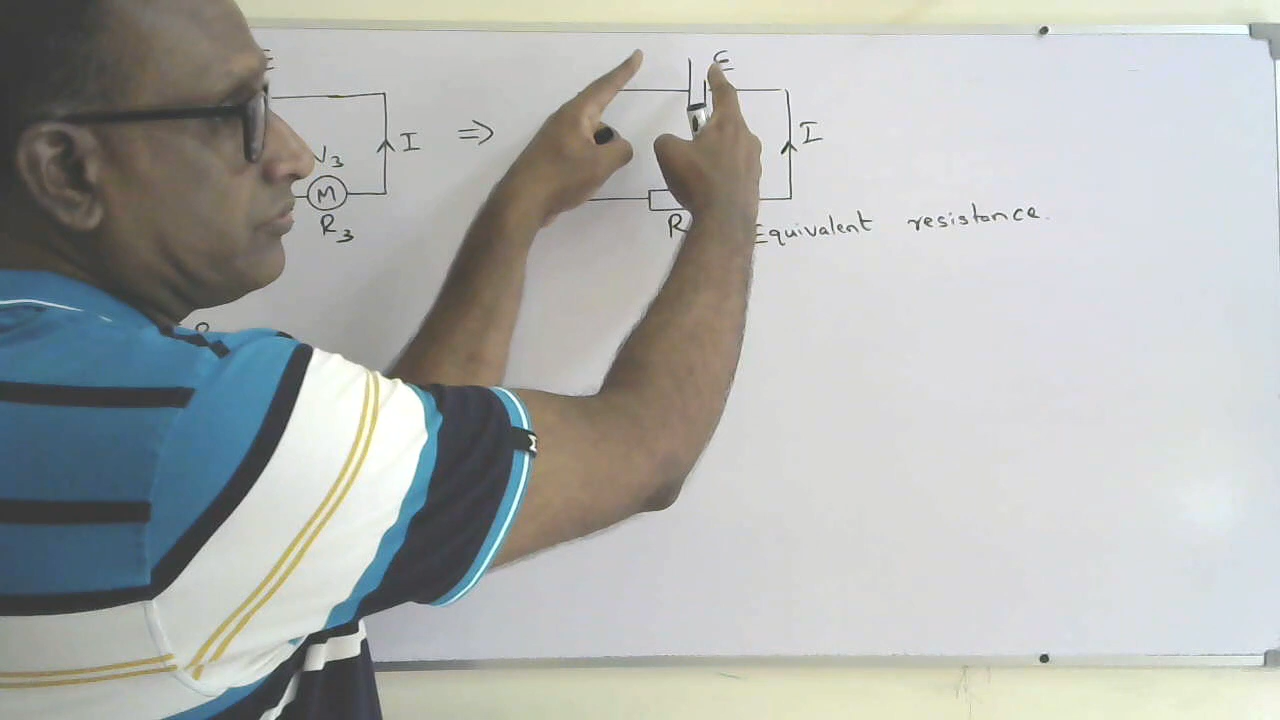 E
I
⇒
V3
M
R3
E
I
R
Equivalent resistance.